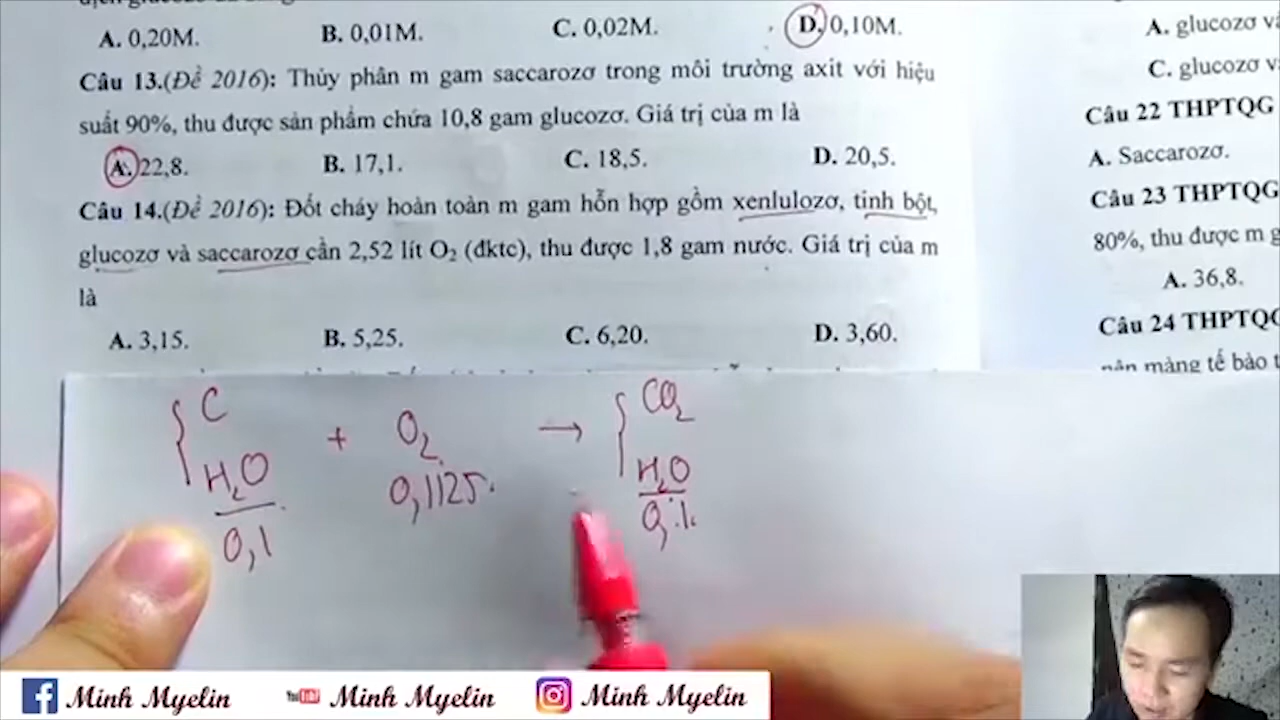 A. 0,20M. B. 0,01M. C. 0,02M. D. 0,10M.
Câu 13.(Đề 2016): Thủy phân m gam saccarozơ trong môi trường axit với hiệu
suất 90%, thu được sản phẩm chứa 10,8 gam glucozơ. Giá trị của m là
A. 22,8. B. 17,1. C. 18,5. D. 20,5.
Câu 14.(Đề 2016): Đốt cháy hoàn toàn m gam hỗn hợp gồm xenlulozơ, tinh bột,
glucozơ và saccarozơ cần 2,52 lít O₂ (đktc), thu được 1,8 gam nước. Giá trị của m
là
A. 3,15. B. 5,25. C. 6,20. D. 3,60.
A. glucozơ
C. glucozơ
Câu 22 THPTQG
A. Saccarozơ.
Câu 23 THPTQG
80%, thu được m
A. 36,8.
Câu 24 THPTQG
màng tế bào
C + O₂ → CO₂
H₂O 0,1125. H₂O
0,1 0,1.
Minh Myelin Minh Myelin Minh Myelin